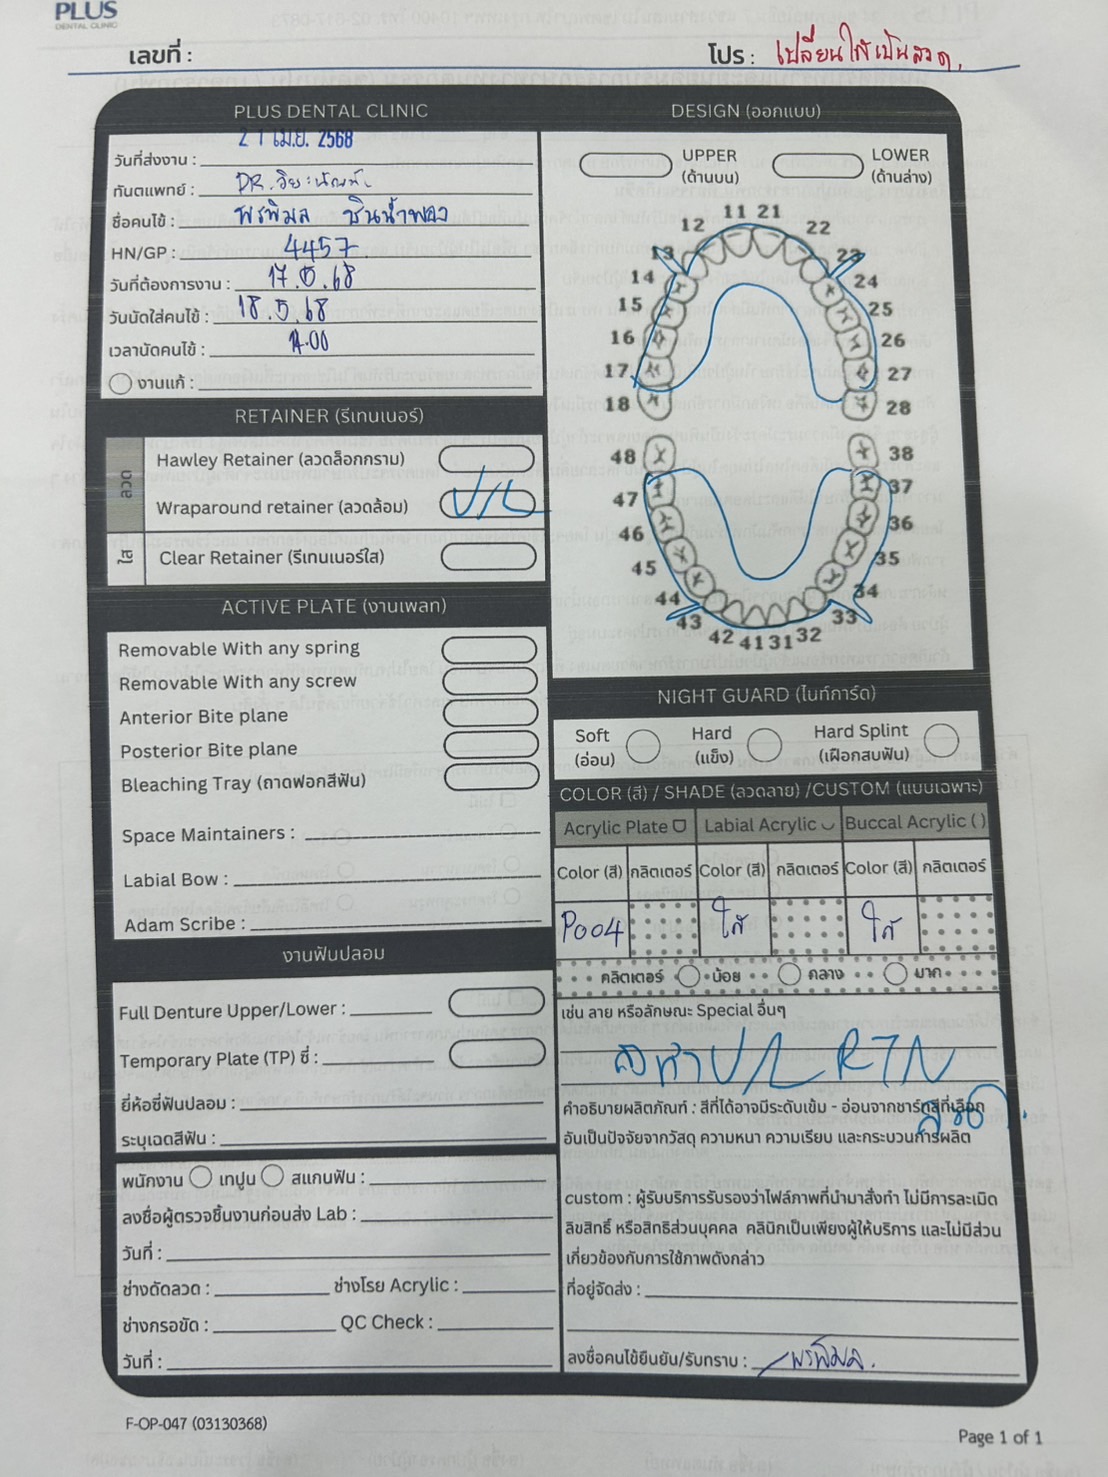 PLUS
DENTAL CLINIC
เลขที่ :
โปร : เปลี่ยนใสเป็นลวด.
PLUS DENTAL CLINIC
วันที่ส่งงาน : 21 เม.ย. 2568
ทันตแพทย์ : DR.
ชื่อคนไข้ : พรพิมล ชินน้ำพอง
HN/GP : 4457
วันที่ต้องการงาน : 17.5.68
วันนัดใส่คนไข้ : 18.5.68
เวลานัดคนไข้ :
งานแก้ :
DESIGN (ออกแบบ)
UPPER (ด้านบน)
LOWER (ด้านล่าง)
11 21
12 22
13 23
14 24
15 25
16 26
17 27
18 28
48 38
47 37
46 36
45 35
44 34
43 33
42 41 31 32
RETAINER (รีเทนเนอร์)
ลวด
Hawley Retainer (ลวดล็อกกราม)
Wraparound retainer (ลวดล้อม) U/L
ใส
Clear Retainer (รีเทนเนอร์ใส)
ACTIVE PLATE (งานเพลท)
Removable With any spring
Removable With any screw
Anterior Bite plane
Posterior Bite plane
Bleaching Tray (ถาดฟอกสีฟัน)
Space Maintainers :
Labial Bow :
Adam Scribe :
งานฟันปลอม
Full Denture Upper/Lower :
Temporary Plate (TP) ซี่ :
ยี่ห้อซี่ฟันปลอม :
ระบุเฉดสีฟัน :
พนักงาน เทปูน สแกนฟัน :
ลงชื่อผู้ตรวจชิ้นงานก่อนส่ง Lab :
วันที่ :
ช่างดัดลวด : ช่างโรย Acrylic :
ช่างกรอขัด : QC Check :
วันที่ :
NIGHT GUARD (ไนท์การ์ด)
Soft (อ่อน)
Hard (แข็ง)
Hard Splint (เฝือกสบฟัน)
COLOR (สี) / SHADE (ลวดลาย) /CUSTOM (แบบเฉพาะ)
Acrylic Plate Labial Acrylic Buccal Acrylic ( )
Color (สี) กลิตเตอร์ Color (สี) กลิตเตอร์ Color (สี) กลิตเตอร์
P004 ใส ใส
กลิตเตอร์ น้อย กลาง มาก
เช่น ลาย หรือลักษณะ Special อื่นๆ
U/L RTN
ลวด.
คำอธิบายผลิตภัณฑ์ : สีที่ได้อาจมีระดับเข้ม - อ่อนจากชาร์ทสีที่เลือก
อันเป็นปัจจัยจากวัสดุ ความหนา ความเรียบ และกระบวนการผลิต
custom : ผู้รับบริการรับรองว่าไฟล์ภาพที่นำมาสั่งทำ ไม่มีการละเมิด
ลิขสิทธิ์ หรือสิทธิส่วนบุคคล คลินิกเป็นเพียงผู้ให้บริการ และไม่มีส่วน
เกี่ยวข้องกับการใช้ภาพดังกล่าว
ที่อยู่จัดส่ง :
ลงชื่อคนไข้ยืนยัน/รับทราบ : พรพิมล.
F-OP-047 (03130368)
Page 1 of 1